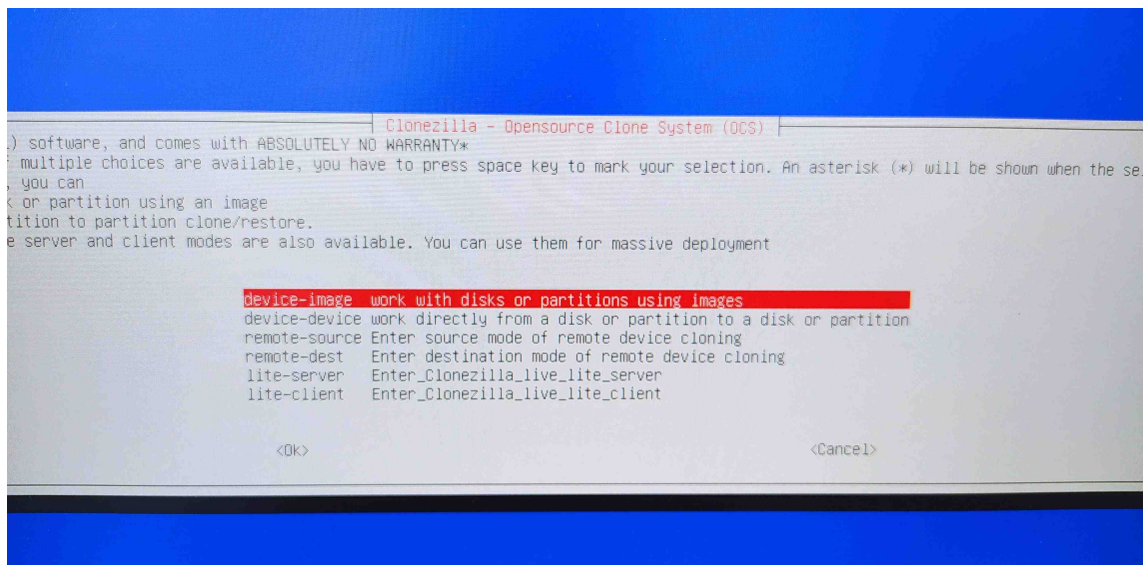 Clonezilla - Opensource Clone System (OCS)
.) software, and comes with ABSOLUTELY NO WARRANTY*
multiple choices are available, you have to press space key to mark your selection. An asterisk (*) will be shown when the se
, you can
or partition using an image
tition to partition clone/restore.
e server and client modes are also available. You can use them for massive deployment
device-image work with disks or partitions using images
device-device work directly from a disk or partition to a disk or partition
remote-source Enter source mode of remote device cloning
remote-dest Enter destination mode of remote device cloning
lite-server Enter_Clonezilla_live_lite_server
lite-client Enter_Clonezilla_live_lite_client
<Ok> <Cancel>